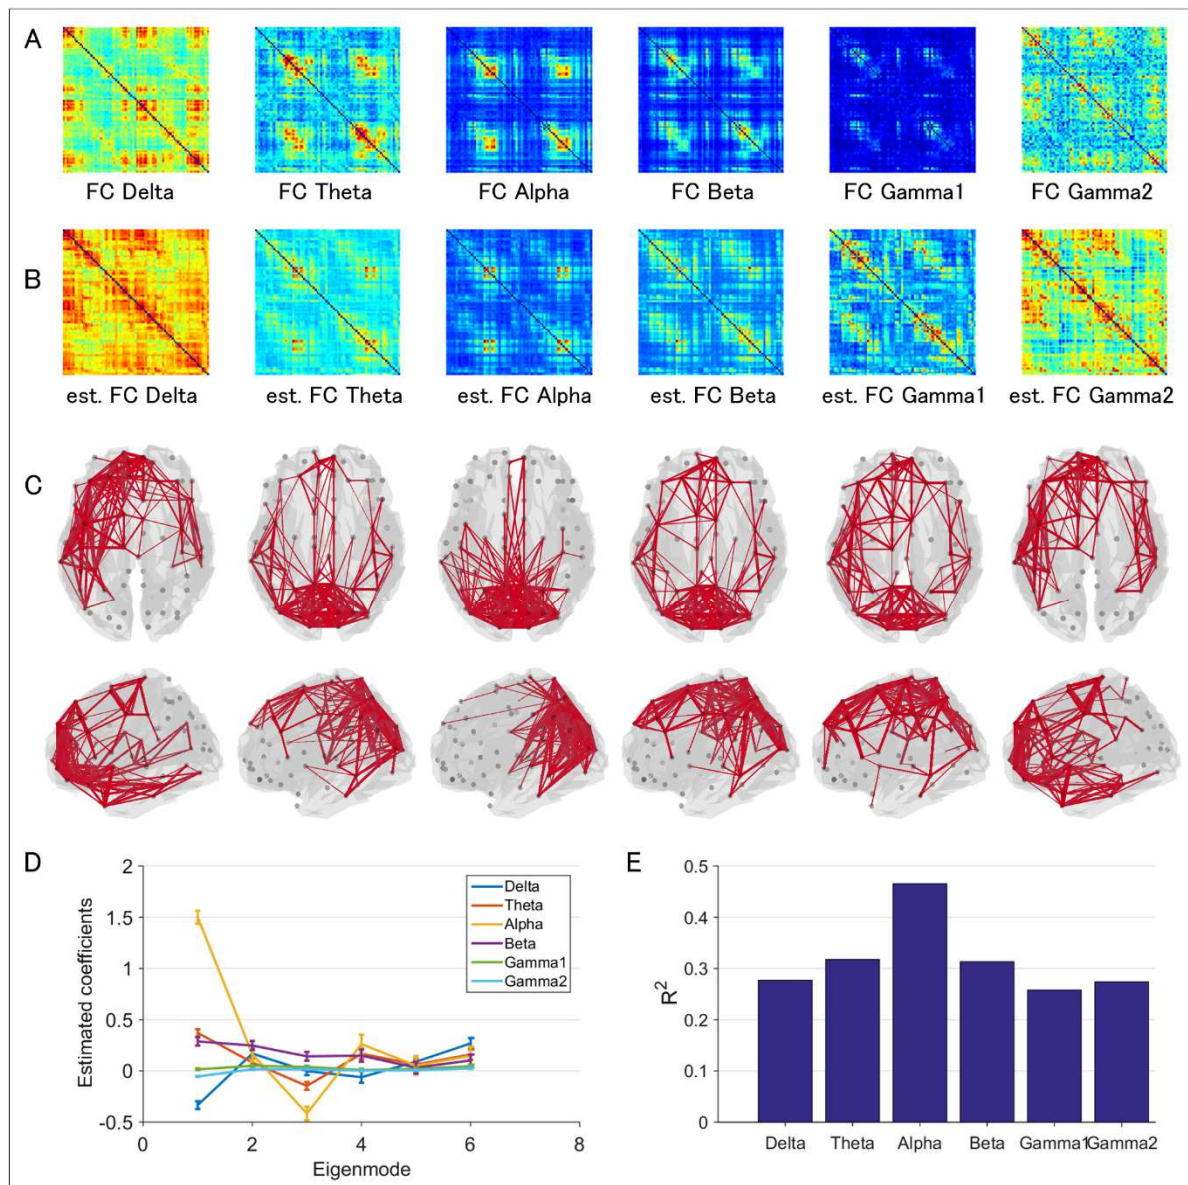 A
FC Delta FC Theta FC Alpha FC Beta FC Gamma1 FC Gamma2
B
est. FC Delta est. FC Theta est. FC Alpha est. FC Beta est. FC Gamma1 est. FC Gamma2
C
D
2
1.5
1
0.5
0
-0.5
Estimated coefficients
0 2 4 6 8
Eigenmode
Delta
Theta
Alpha
Beta
Gamma1
Gamma2
E
0.5
0.4
0.3
0.2
0.1
0
R²
Delta Theta Alpha Beta Gamma1 Gamma2